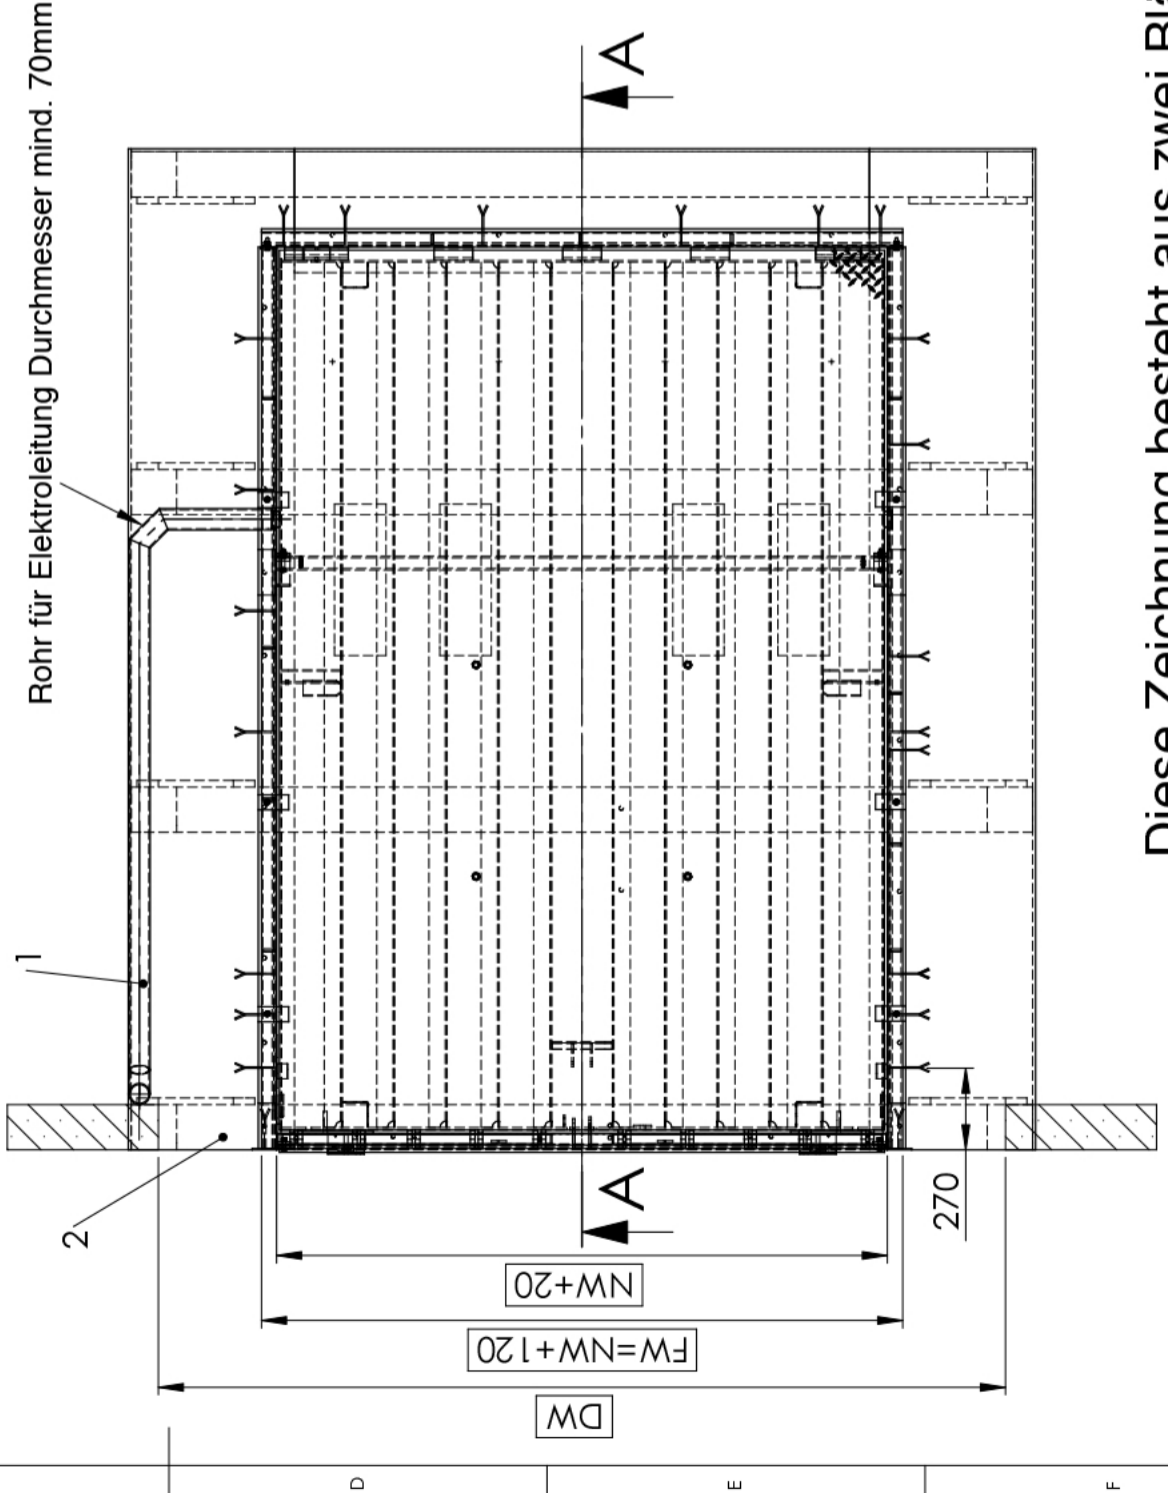 Rohr für Elektroleitung Durchmesser mind. 70mm
A
1
2
A
270
NW+20
FW=NW+120
DW
D
E
F
Diese Zeichnung besteht aus zwei